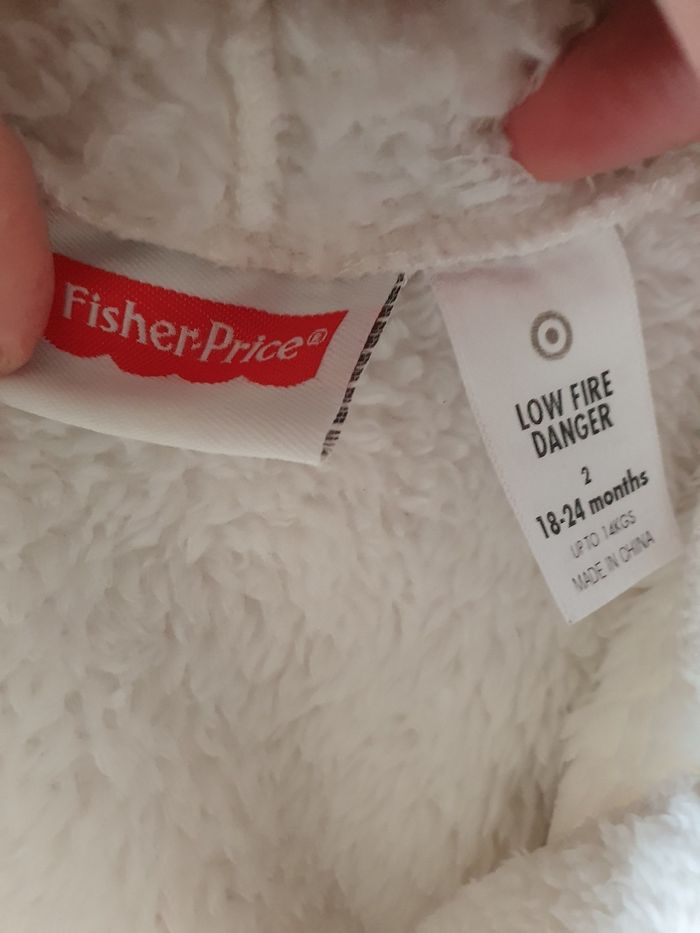 Fisher-Price®
LOW FIRE
DANGER
2
18-24 months
UP TO 14KGS
MADE IN CHINA